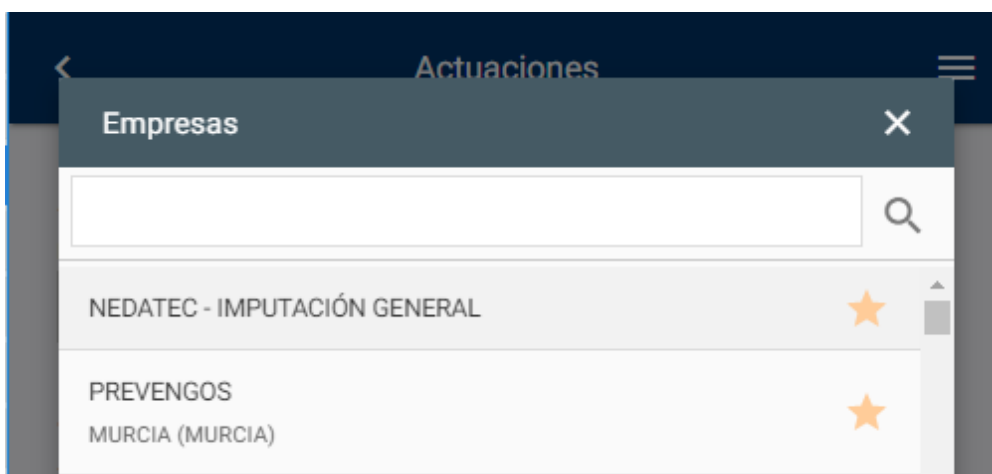 Actuaciones
Empresas
NEDATEC - IMPUTACIÓN GENERAL
PREVENGOS
MURCIA (MURCIA)